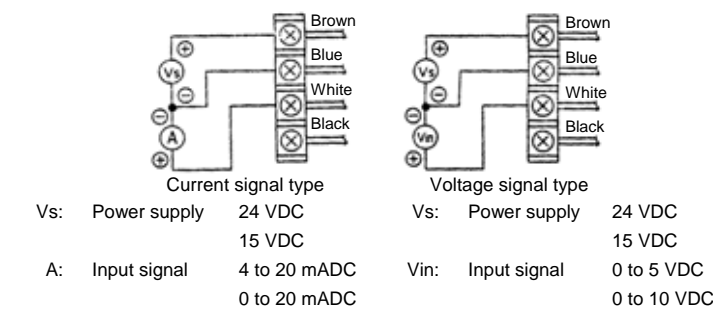 Brown
Blue
White
Black
⊕
Vs
⊖
⊖
A
⊕
Current signal type
Vs: Power supply 24 VDC
15 VDC
A: Input signal 4 to 20 mADC
0 to 20 mADC
Brown
Blue
White
Black
⊕
Vs
⊖
⊖
Vin
⊕
Voltage signal type
Vs: Power supply 24 VDC
15 VDC
Vin: Input signal 0 to 5 VDC
0 to 10 VDC